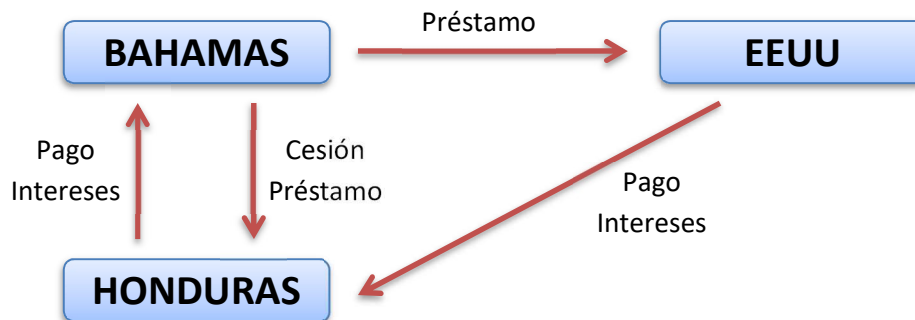 Préstamo
BAHAMAS
EEUU
Pago
Intereses
Cesión
Préstamo
Pago
Intereses
HONDURAS